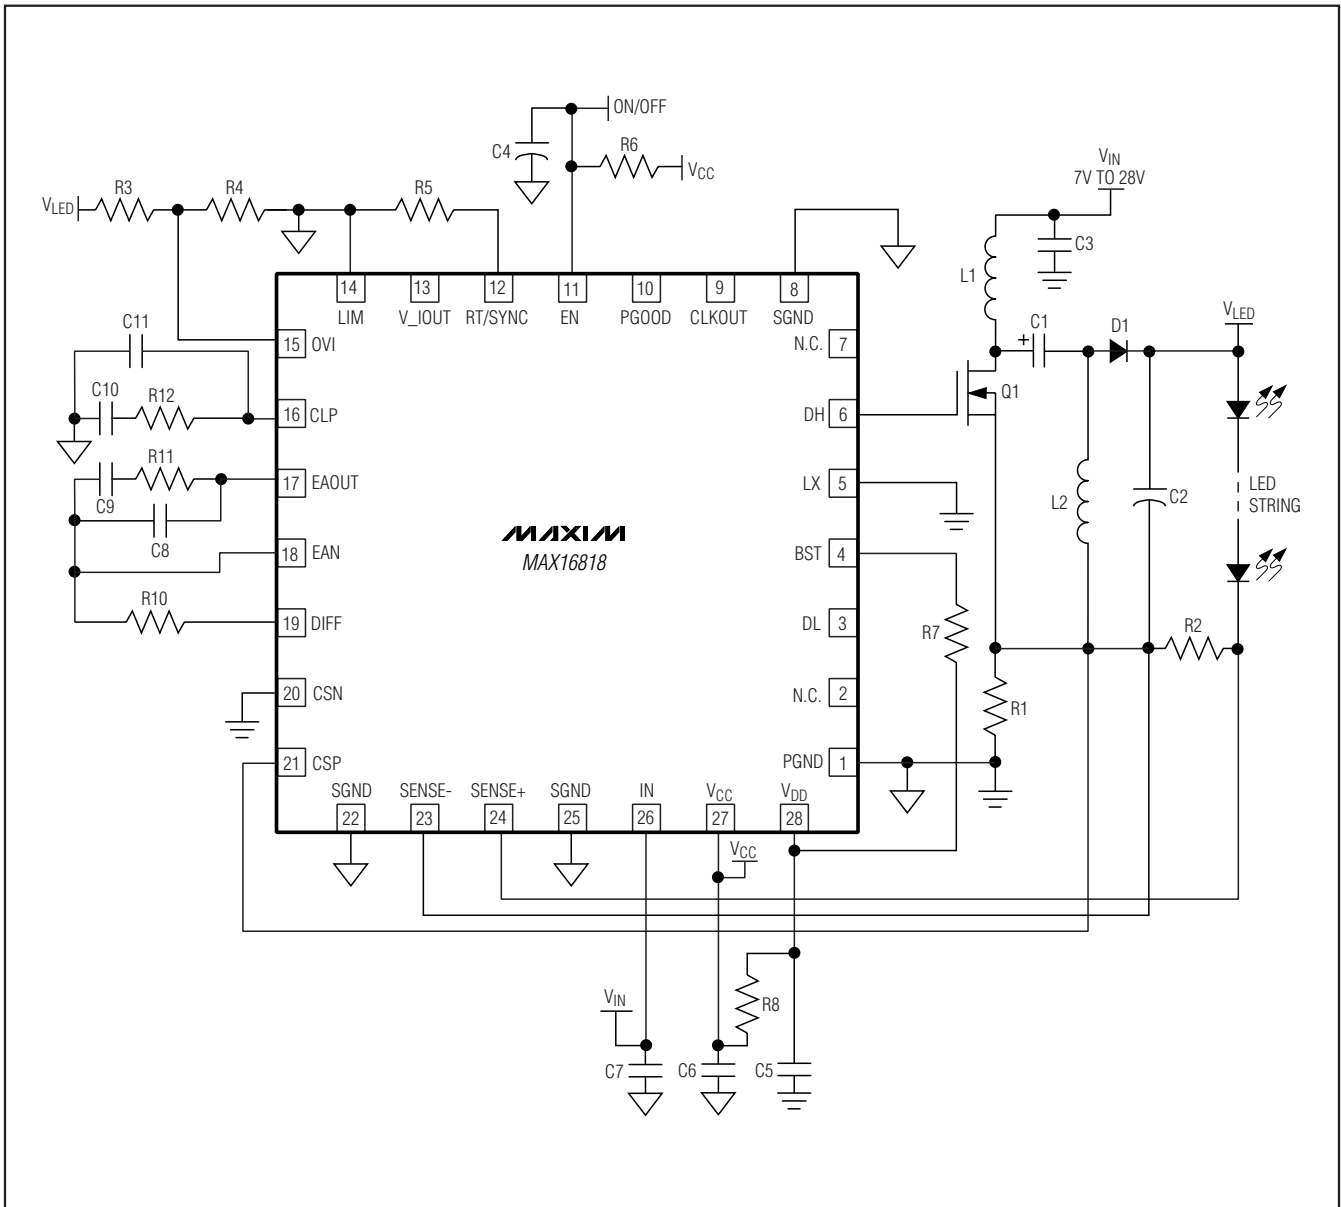 ON/OFF
C4
R6
VCC
VIN
7V TO 28V
R3
R4
R5
VLED
C3
L1
14
13
12
11
10
9
8
LIM
V_IOUT
RT/SYNC
EN
PGOOD
CLKOUT
SGND
C11
15
OVI
N.C.
7
C1
+
D1
VLED
C10
R12
16
CLP
DH
6
Q1
R11
17
EAOUT
LX
5
C9
L2
C2
LED
STRING
C8
18
EAN
MAXIM
MAX16818
BST
4
R10
19
DIFF
DL
3
R7
R2
20
CSN
N.C.
2
R1
21
CSP
PGND
1
SGND
SENSE-
SENSE+
SGND
IN
VCC
VDD
22
23
24
25
26
27
28
VCC
VIN
R8
C7
C6
C5